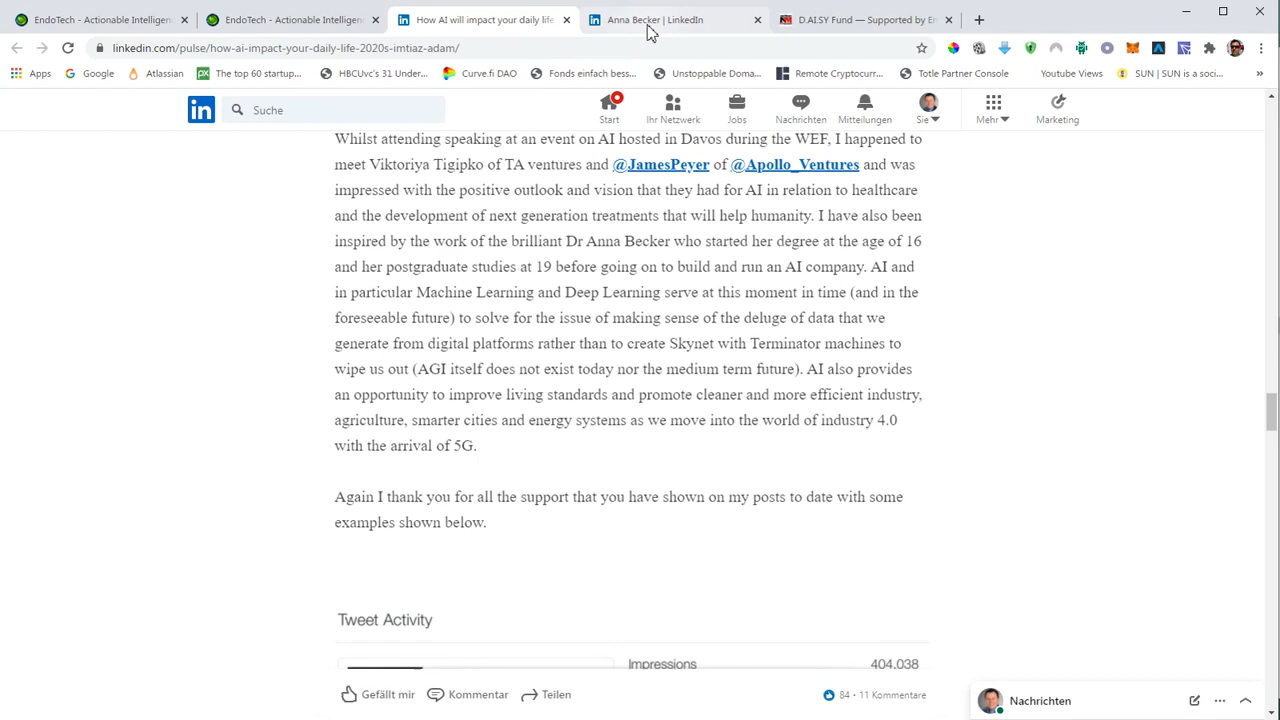 EndoTech - Actionable Intelligen
EndoTech - Actionable Intelligenc
How AI will impact your daily life
Anna Becker | LinkedIn
D.AI.SY Fund — Supported by En
linkedin.com/pulse/how-ai-impact-your-daily-life-2020s-imtiaz-adam/
Apps
Google
Atlassian
The top 60 startup...
HBCUvc's 31 Under...
Curve.fi DAO
Fonds einfach bess...
Unstoppable Doma...
Remote Cryptocurr...
Totle Partner Console
Youtube Views
SUN | SUN is a soci...
»
in
Suche
Start
Ihr Netzwerk
Jobs
Nachrichten
Mitteilungen
Sie
Mehr
Marketing
Whilst attending speaking at an event on AI hosted in Davos during the WEF, I happened to
meet Viktoriya Tigipko of TA ventures and @JamesPeyer of @Apollo_Ventures and was
impressed with the positive outlook and vision that they had for AI in relation to healthcare
and the development of next generation treatments that will help humanity. I have also been
inspired by the work of the brilliant Dr Anna Becker who started her degree at the age of 16
and her postgraduate studies at 19 before going on to build and run an AI company. AI and
in particular Machine Learning and Deep Learning serve at this moment in time (and in the
foreseeable future) to solve for the issue of making sense of the deluge of data that we
generate from digital platforms rather than to create Skynet with Terminator machines to
wipe us out (AGI itself does not exist today nor the medium term future). AI also provides
an opportunity to improve living standards and promote cleaner and more efficient industry,
agriculture, smarter cities and energy systems as we move into the world of industry 4.0
with the arrival of 5G.
Again I thank you for all the support that you have shown on my posts to date with some
examples shown below.
Tweet Activity
Impressions 404.038
Gefällt mir
Kommentar
Teilen
84 · 11 Kommentare
Nachrichten